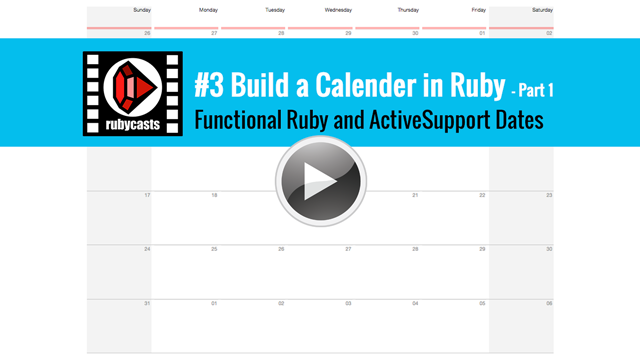 Sunday Monday Tuesday Wednesday Thursday Friday Saturday
26 27 28 29 30 01 02
#3 Build a Calender in Ruby - Part 1
rubycasts
Functional Ruby and ActiveSupport Dates
17 18 19 20 21 22 23
24 25 26 27 28 29 30
31 01 02 03 04 05 06